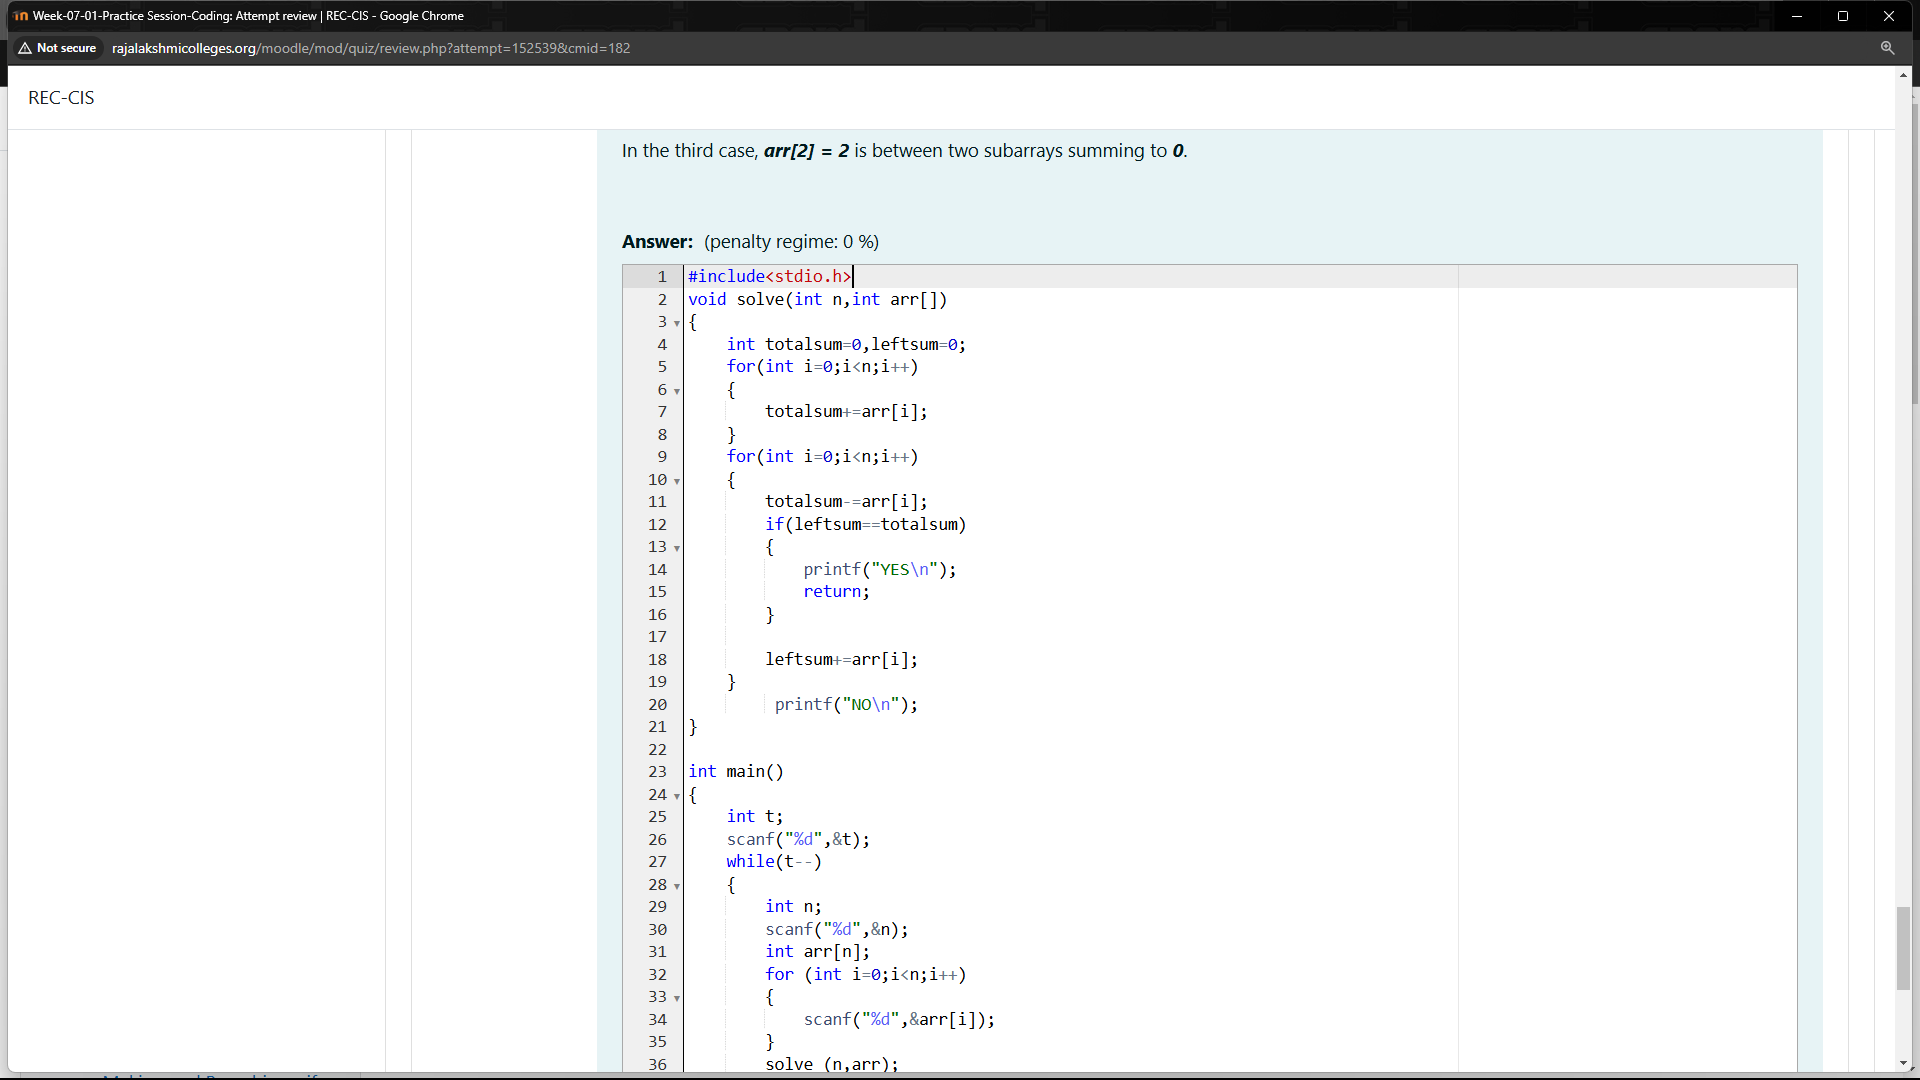 Week-07-01-Practice Session-Coding: Attempt review | REC-CIS - Google Chrome
Not secure rajalakshmicolleges.org/moodle/mod/quiz/review.php?attempt=152539&cmid=182
REC-CIS
In the third case, arr[2] = 2 is between two subarrays summing to 0.
Answer: (penalty regime: 0 %)
1 #include<stdio.h>
2 void solve(int n,int arr[])
3 {
4     int totalsum=0,leftsum=0;
5     for(int i=0;i<n;i++)
6     {
7         totalsum+=arr[i];
8     }
9     for(int i=0;i<n;i++)
10     {
11         totalsum-=arr[i];
12         if(leftsum==totalsum)
13         {
14             printf("YES\n");
15             return;
16         }
17
18         leftsum+=arr[i];
19     }
20          printf("NO\n");
21 }
22
23 int main()
24 {
25     int t;
26     scanf("%d",&t);
27     while(t--)
28     {
29         int n;
30         scanf("%d",&n);
31         int arr[n];
32         for (int i=0;i<n;i++)
33         {
34             scanf("%d",&arr[i]);
35         }
36         solve (n,arr);